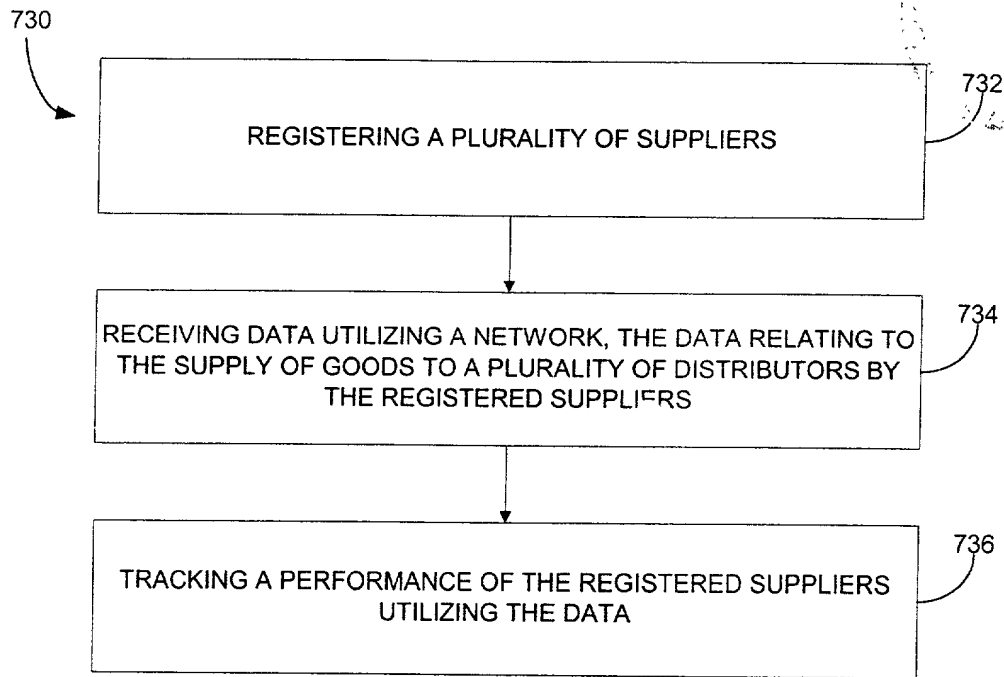 730
732
REGISTERING A PLURALITY OF SUPPLIERS
734
RECEIVING DATA UTILIZING A NETWORK, THE DATA RELATING TO
THE SUPPLY OF GOODS TO A PLURALITY OF DISTRIBUTORS BY
THE REGISTERED SUPPLIERS
736
TRACKING A PERFORMANCE OF THE REGISTERED SUPPLIERS
UTILIZING THE DATA